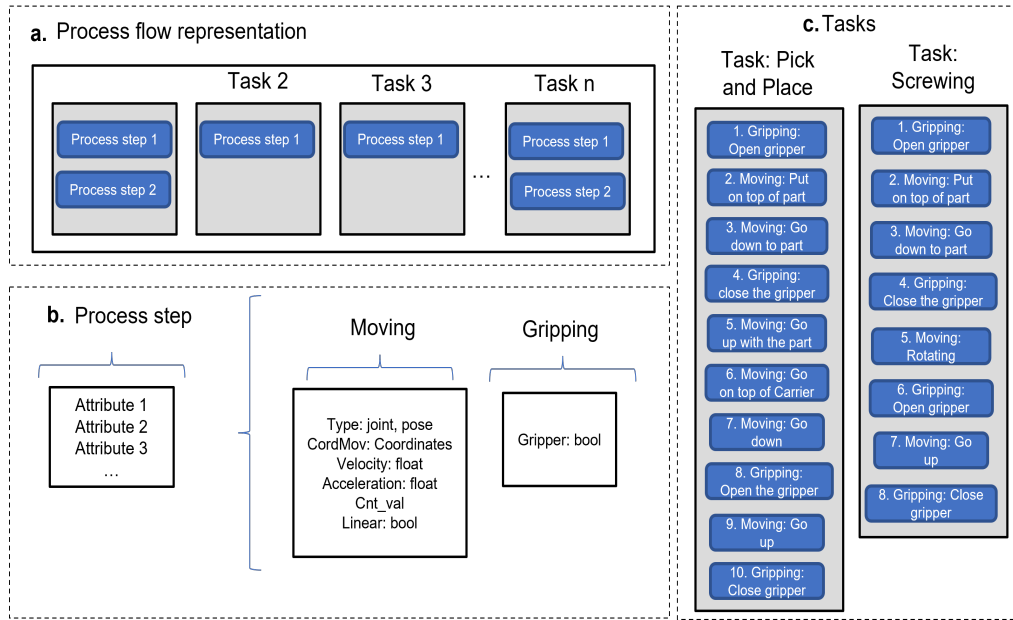 a. Process flow representation
Task 2
Task 3
Task n
Process step 1
Process step 2
Process step 1
Process step 1
...
Process step 1
Process step 2
b. Process step
Attribute 1
Attribute 2
Attribute 3
...
Moving
Type: joint, pose
CordMov: Coordinates
Velocity: float
Acceleration: float
Cnt_val
Linear: bool
Gripping
Gripper: bool
c. Tasks
Task: Pick
and Place
1. Gripping:
Open gripper
2. Moving: Put
on top of part
3. Moving: Go
down to part
4. Gripping:
close the gripper
5. Moving: Go
up with the part
6. Moving: Go
on top of Carrier
7. Moving: Go
down
8. Gripping:
Open the gripper
9. Moving: Go
up
10. Gripping:
Close gripper
Task:
Screwing
1. Gripping:
Open gripper
2. Moving: Put
on top of part
3. Moving: Go
down to part
4. Gripping:
Close the gripper
5. Moving:
Rotating
6. Gripping:
Open gripper
7. Moving: Go
up
8. Gripping: Close
gripper